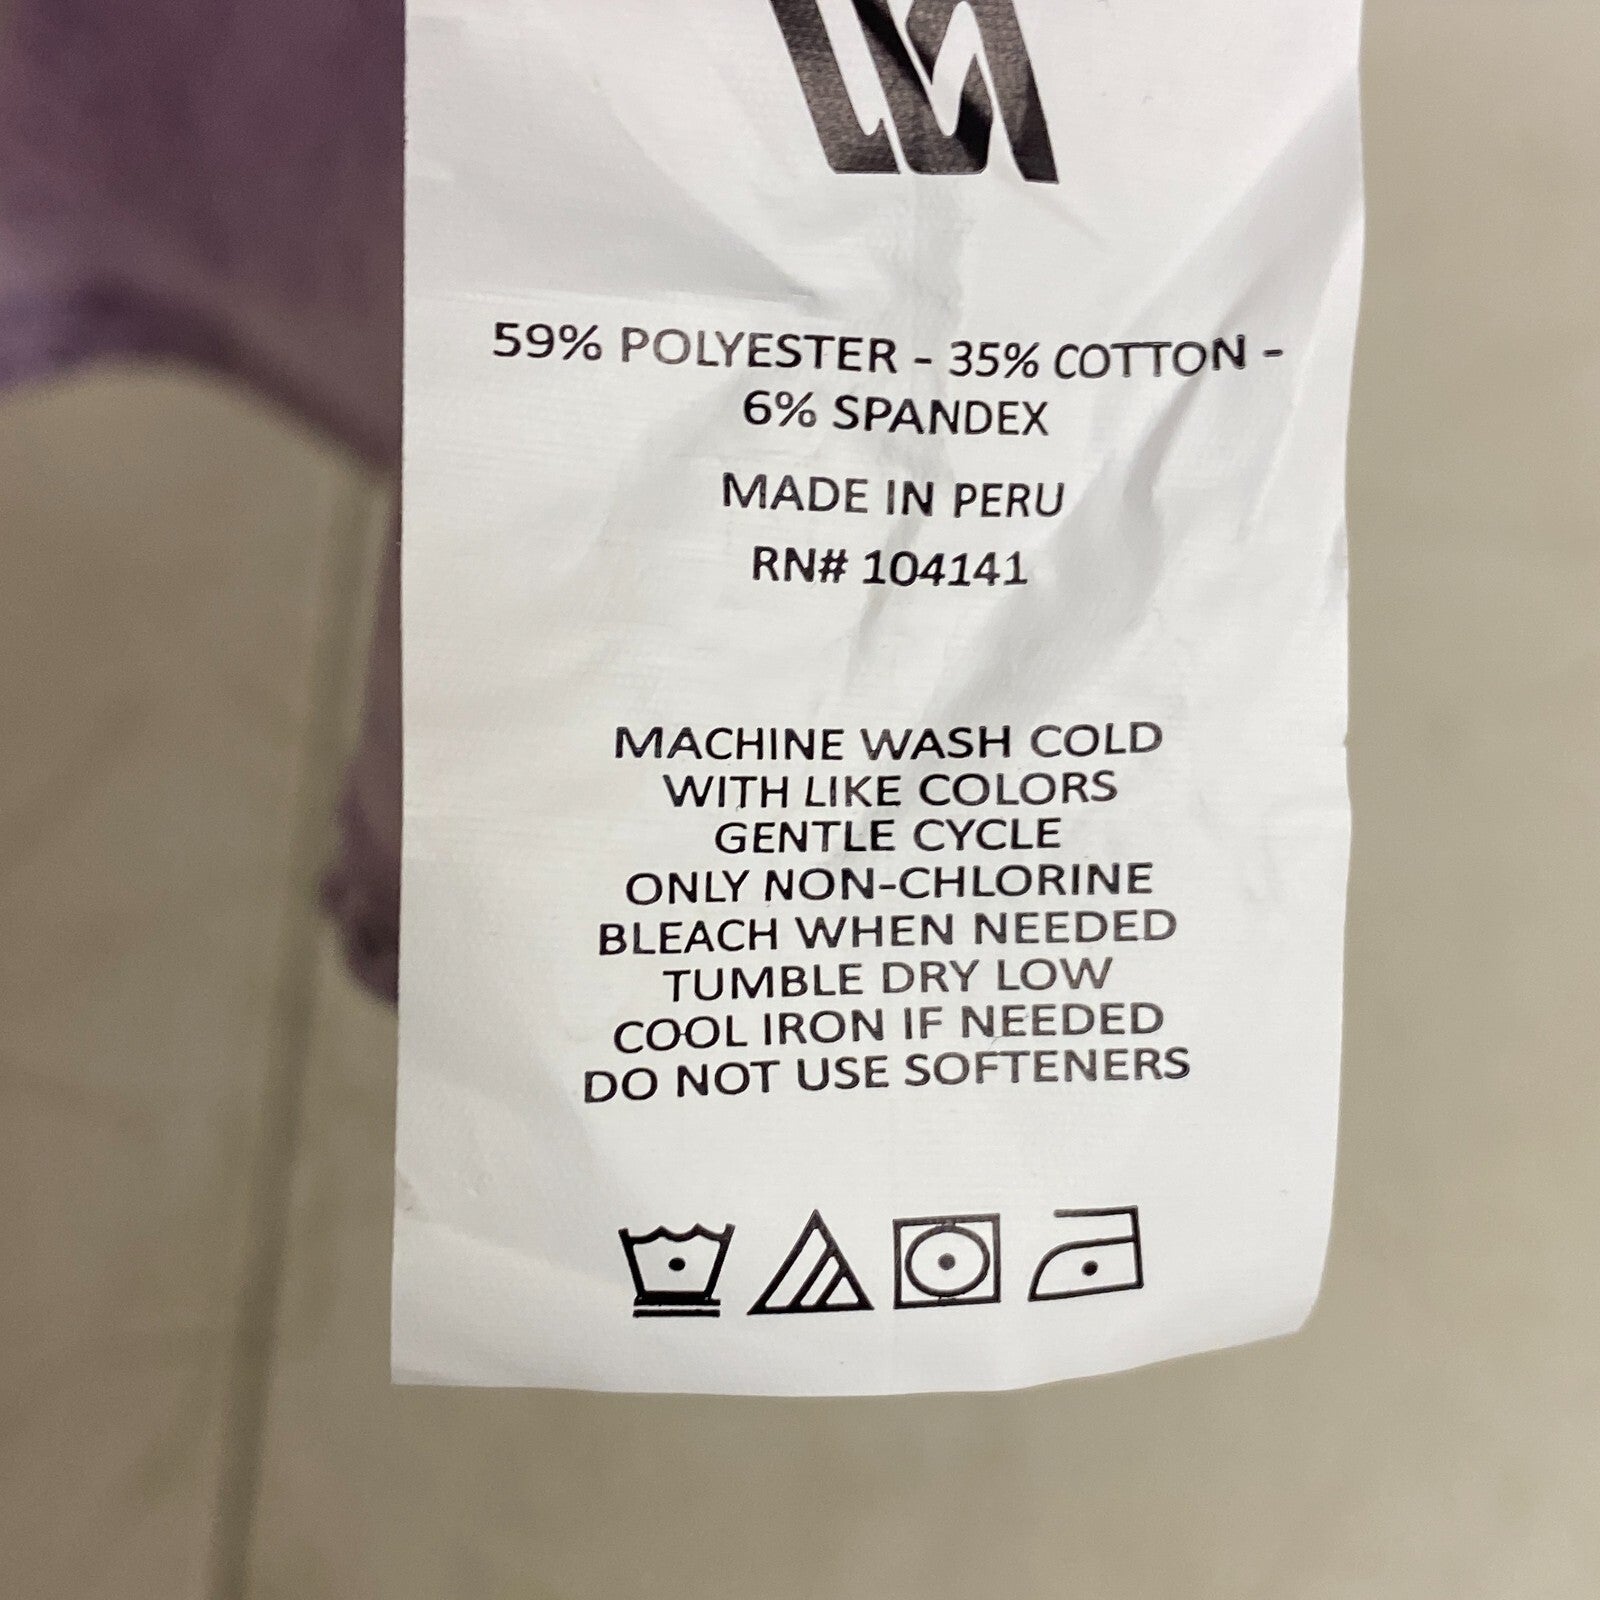 59% POLYESTER - 35% COTTON -
6% SPANDEX
MADE IN PERU
RN# 104141
MACHINE WASH COLD
WITH LIKE COLORS
GENTLE CYCLE
ONLY NON-CHLORINE
BLEACH WHEN NEEDED
TUMBLE DRY LOW
COOL IRON IF NEEDED
DO NOT USE SOFTENERS